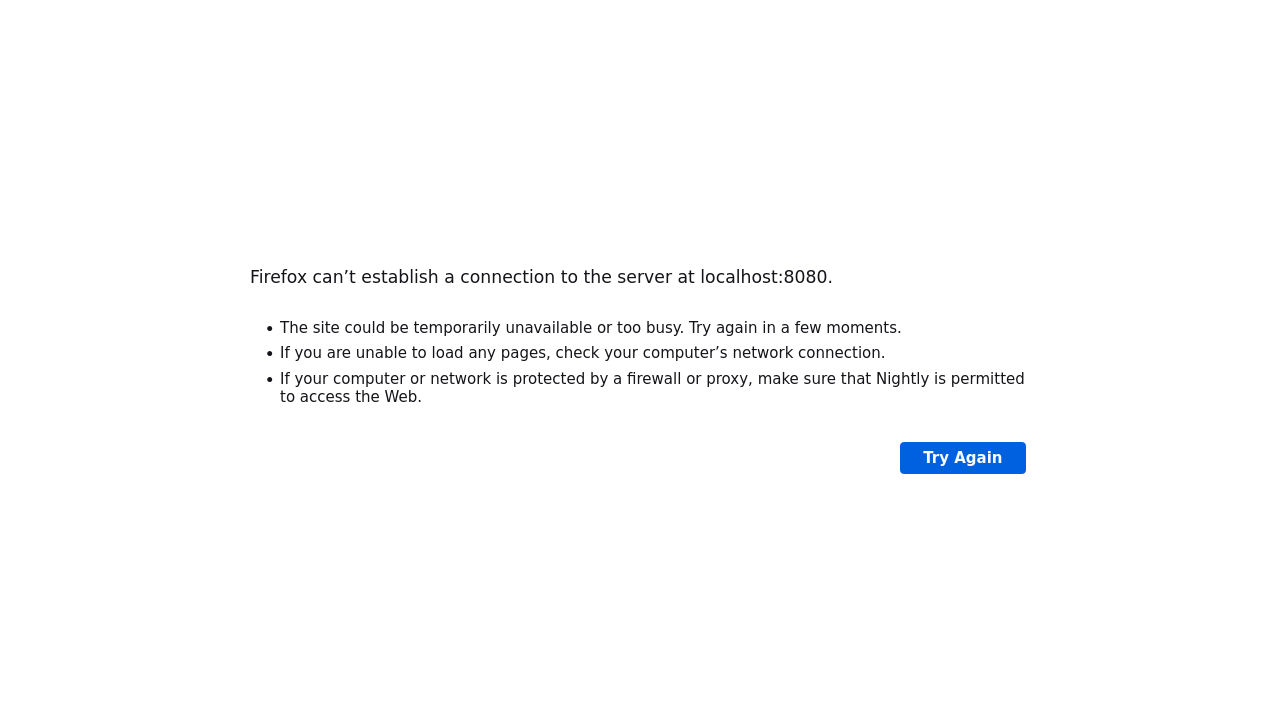 Firefox can’t establish a connection to the server at localhost:8080.
• The site could be temporarily unavailable or too busy. Try again in a few moments.
• If you are unable to load any pages, check your computer’s network connection.
• If your computer or network is protected by a firewall or proxy, make sure that Nightly is permitted
to access the Web.
Try Again